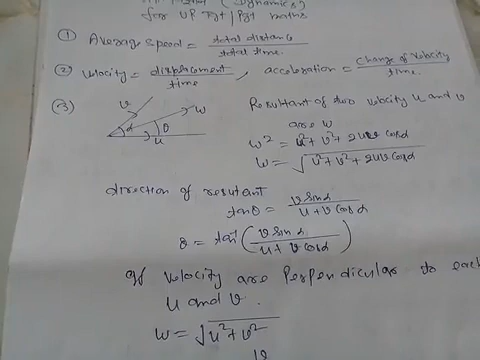 (Dynamics)
for UP Tgt | Pgt maths
① Average speed = total distance / total time.
② Velocity = displacement / time , acceleration = change of velocity / time.
③ v α θ w u Resultant of two velocity u and v
are w
w² = u² + v² + 2uv cosα
w = √(u² + v² + 2uv cosα)
direction of resultant
tanθ = v sinα / u + v cosα
θ = tan⁻¹ ( v sinα / u + v cosα )
If velocity are perpendicular to each
u and v.
w = √(u² + v²)